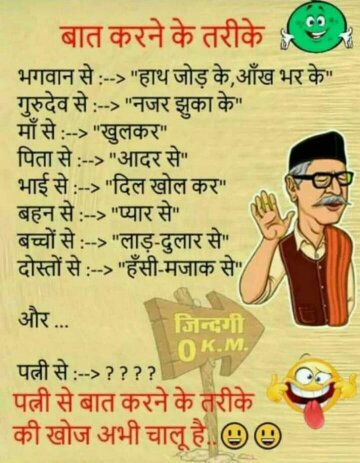 बात करने के तरीके
भगवान से :--> "हाथ जोड़ के,आँख भर के"
गुरुदेव से :--> "नजर झुका के"
माँ से :--> "खुलकर"
पिता से :--> "आदर से"
भाई से :--> "दिल खोल कर"
बहन से :--> "प्यार से"
बच्चों से :--> "लाड़-दुलार से"
दोस्तों से :--> "हँसी-मजाक से"
और ...
जिन्दगी
0 K.M.
पत्नी से :--> ? ? ? ?
पत्नी से बात करने के तरीके
की खोज अभी चालू है..😃 😃